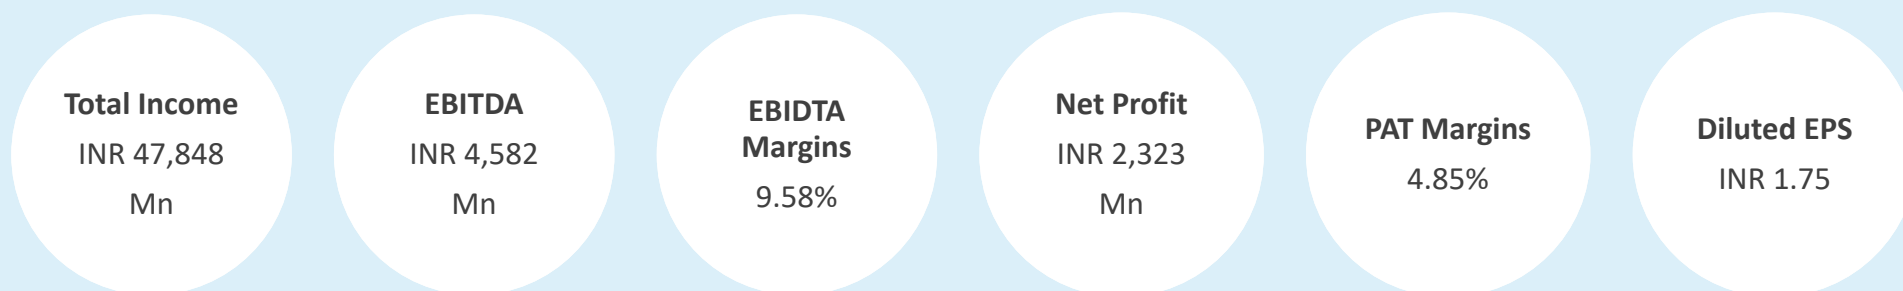 Total Income
INR 47,848
Mn
EBITDA
INR 4,582
Mn
EBIDTA
Margins
9.58%
Net Profit
INR 2,323
Mn
PAT Margins
4.85%
Diluted EPS
INR 1.75